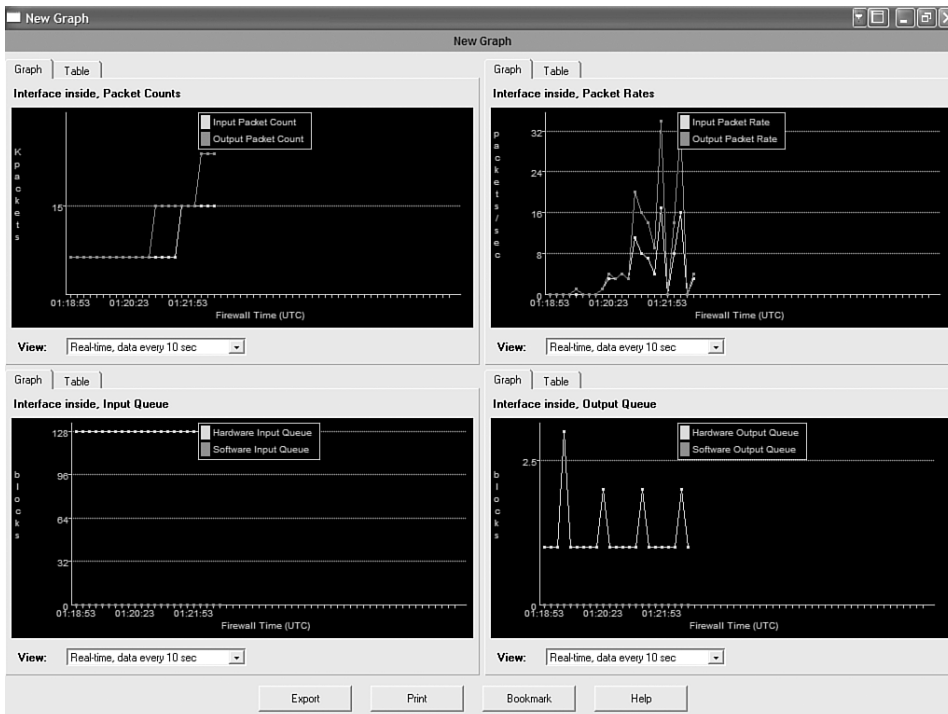 New Graph
New Graph
Graph Table
Interface inside, Packet Counts
Input Packet Count
Output Packet Count
K packets
15
01:18:53 01:20:23 01:21:53
Firewall Time (UTC)
View: Real-time, data every 10 sec
Graph Table
Interface inside, Packet Rates
Input Packet Rate
Output Packet Rate
packets/sec
32
24
16
8
0
01:18:53 01:20:23 01:21:53
Firewall Time (UTC)
View: Real-time, data every 10 sec
Graph Table
Interface inside, Input Queue
Hardware Input Queue
Software Input Queue
blocks
128
96
64
32
0
01:18:53 01:20:23 01:21:53
Firewall Time (UTC)
View: Real-time, data every 10 sec
Graph Table
Interface inside, Output Queue
Hardware Output Queue
Software Output Queue
blocks
2.5
0
01:18:53 01:20:23 01:21:53
Firewall Time (UTC)
View: Real-time, data every 10 sec
Export Print Bookmark Help